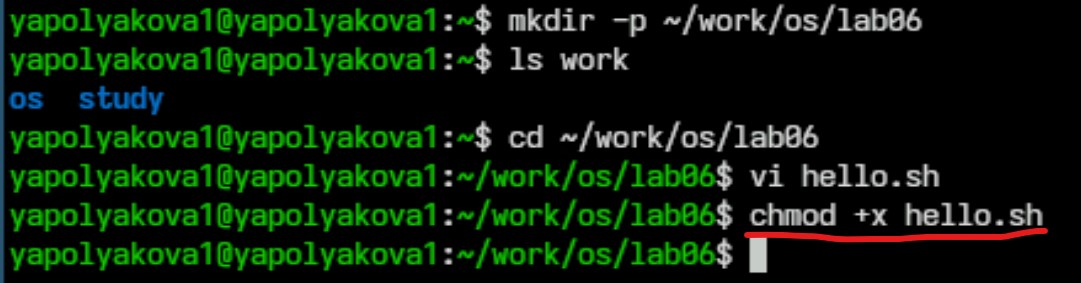 yapolyakova1@yapolyakova1:~$ mkdir -p ~/work/os/lab06
yapolyakova1@yapolyakova1:~$ ls work
os  study
yapolyakova1@yapolyakova1:~$ cd ~/work/os/lab06
yapolyakova1@yapolyakova1:~/work/os/lab06$ vi hello.sh
yapolyakova1@yapolyakova1:~/work/os/lab06$ chmod +x hello.sh
yapolyakova1@yapolyakova1:~/work/os/lab06$